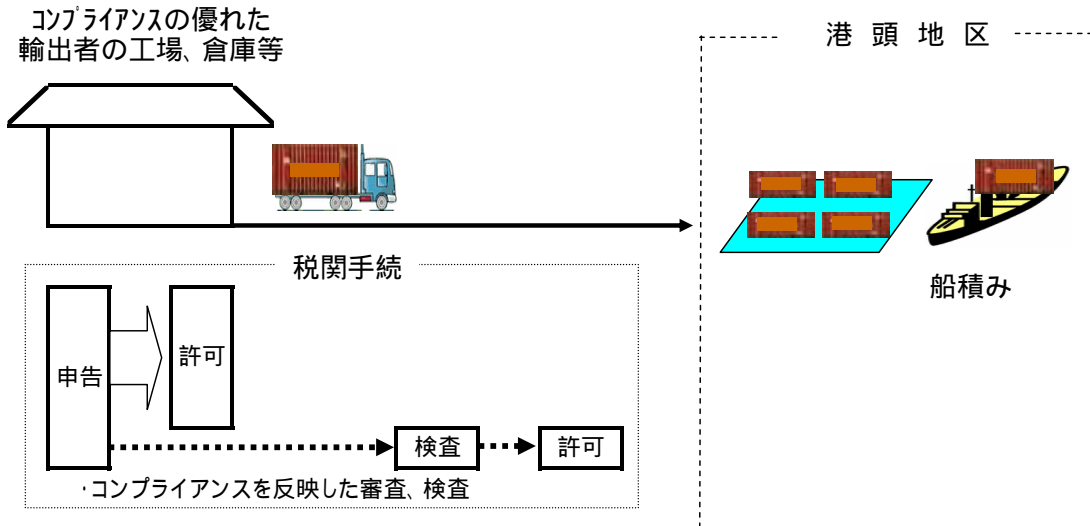 コンプライアンスの優れた
輸出者の工場、倉庫等
港頭地区
船積み
税関手続
申告
許可
検査
許可
・コンプライアンスを反映した審査、検査